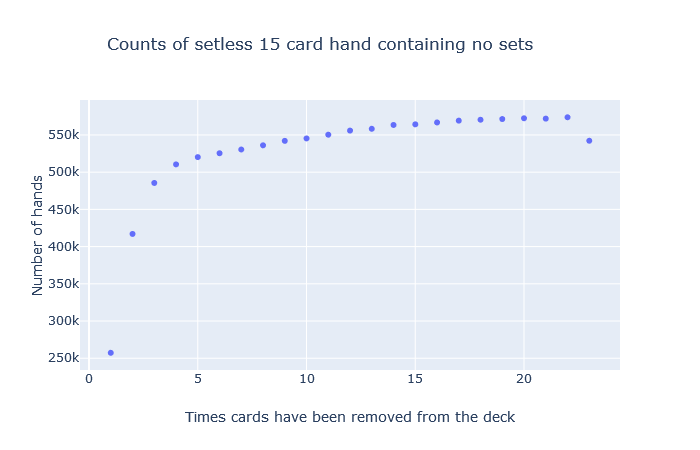 Counts of setless 15 card hand containing no sets
Number of hands
550k
500k
450k
400k
350k
300k
250k
0
5
10
15
20
Times cards have been removed from the deck